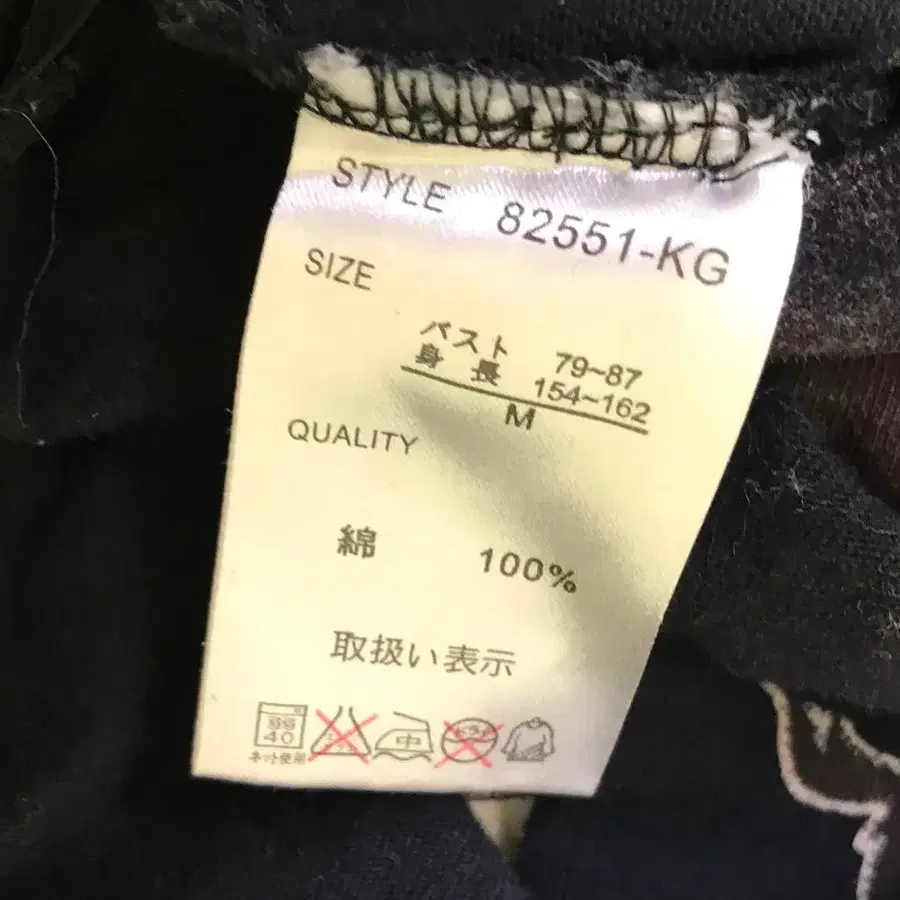 STYLE 82551-KG
SIZE
バスト 79~87
身長 154~162
M
QUALITY
綿 100%
取扱い表示
40 中
ネット使用